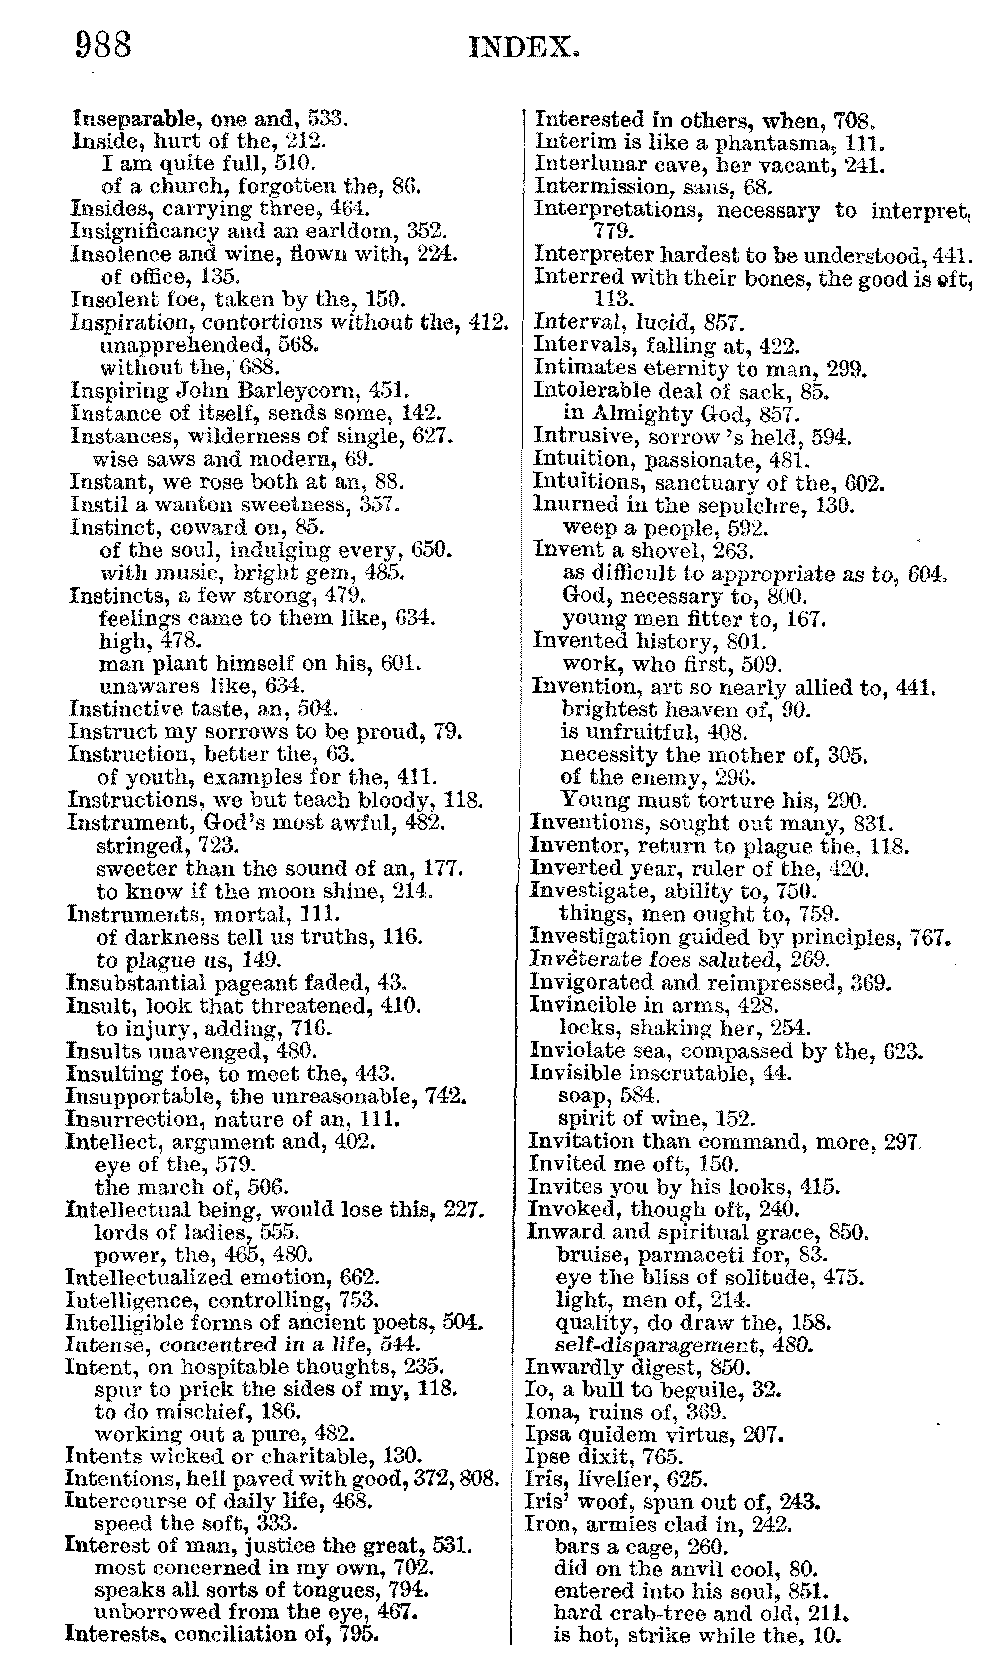 988
INDEX.
Inseparable, one and, 533.
Inside, hurt of the, 212.
I am quite full, 510.
of a church, forgotten the, 86.
Insides, carrying three, 464.
Insignificancy and an earldom, 352.
Insolence and wine, flown with, 224.
of office, 135.
Insolent foe, taken by the, 150.
Inspiration, contortions without the, 412.
unapprehended, 568.
without the, 688.
Inspiring John Barleycorn, 451.
Instance of itself, sends some, 142.
Instances, wilderness of single, 627.
wise saws and modern, 69.
Instant, we rose both at an, 88.
Instil a wanton sweetness, 357.
Instinct, coward on, 85.
of the soul, indulging every, 650.
with music, bright gem, 485.
Instincts, a few strong, 479.
feelings came to them like, 634.
high, 478.
man plant himself on his, 601.
unawares like, 634.
Instinctive taste, an, 504.
Instruct my sorrows to be proud, 79.
Instruction, better the, 63.
of youth, examples for the, 411.
Instructions, we but teach bloody, 118.
Instrument, God's most awful, 482.
stringed, 723.
sweeter than the sound of an, 177.
to know if the moon shine, 214.
Instruments, mortal, 111.
of darkness tell us truths, 116.
to plague us, 149.
Insubstantial pageant faded, 43.
Insult, look that threatened, 410.
to injury, adding, 716.
Insults unavenged, 480.
Insulting foe, to meet the, 443.
Insupportable, the unreasonable, 742.
Insurrection, nature of an, 111.
Intellect, argument and, 402.
eye of the, 579.
the march of, 506.
Intellectual being, would lose this, 227.
lords of ladies, 555.
power, the, 465, 480.
Intellectualized emotion, 662.
Intelligence, controlling, 753.
Intelligible forms of ancient poets, 504.
Intense, concentred in a life, 544.
Intent, on hospitable thoughts, 235.
spur to prick the sides of my, 118.
to do mischief, 186.
working out a pure, 482.
Intents wicked or charitable, 130.
Intentions, hell paved with good, 372, 808.
Intercourse of daily life, 468.
speed the soft, 333.
Interest of man, justice the great, 531.
most concerned in my own, 702.
speaks all sorts of tongues, 794.
unborrowed from the eye, 467.
Interests, conciliation of, 795.
Interested in others, when, 708.
Interim is like a phantasma, 111.
Interlunar cave, her vacant, 241.
Intermission, sans, 68.
Interpretations, necessary to interpret,
779.
Interpreter hardest to be understood, 441.
Interred with their bones, the good is oft,
113.
Interval, lucid, 857.
Intervals, falling at, 422.
Intimates eternity to man, 299.
Intolerable deal of sack, 85.
in Almighty God, 857.
Intrusive, sorrow 's held, 594.
Intuition, passionate, 481.
Intuitions, sanctuary of the, 602.
Inurned in the sepulchre, 130.
weep a people, 592.
Invent a shovel, 263.
as difficult to appropriate as to, 604.
God, necessary to, 800.
young men fitter to, 167.
Invented history, 801.
work, who first, 509.
Invention, art so nearly allied to, 441.
brightest heaven of, 90.
is unfruitful, 408.
necessity the mother of, 305.
of the enemy, 296.
Young must torture his, 290.
Inventions, sought out many, 831.
Inventor, return to plague the, 118.
Inverted year, ruler of the, 420.
Investigate, ability to, 750.
things, men ought to, 759.
Investigation guided by principles, 767.
Inveterate foes saluted, 269.
Invigorated and reimpressed, 369.
Invincible in arms, 428.
locks, shaking her, 254.
Inviolate sea, compassed by the, 623.
Invisible inscrutable, 44.
soap, 584.
spirit of wine, 152.
Invitation than command, more, 297.
Invited me oft, 150.
Invites you by his looks, 415.
Invoked, though oft, 240.
Inward and spiritual grace, 850.
bruise, parmaceti for, 83.
eye the bliss of solitude, 475.
light, men of, 214.
quality, do draw the, 158.
self-disparagement, 480.
Inwardly digest, 850.
Io, a bull to beguile, 32.
Iona, ruins of, 369.
Ipsa quidem virtus, 207.
Ipse dixit, 765.
Iris, livelier, 625.
Iris' woof, spun out of, 243.
Iron, armies clad in, 242.
bars a cage, 260.
did on the anvil cool, 80.
entered into his soul, 851.
hard crab-tree and old, 211.
is hot, strike while the, 10.